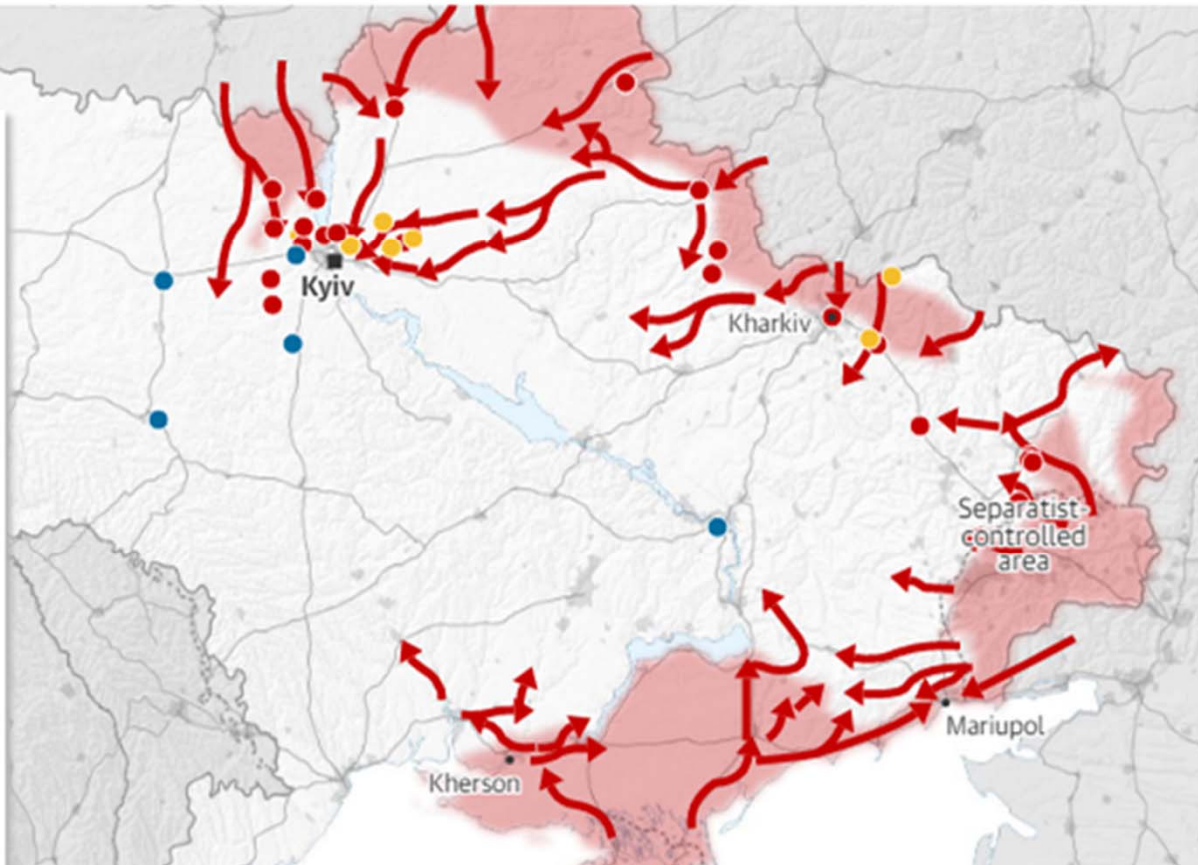 Kyiv
Kharkiv
Separatist-
controlled
area
Mariupol
Kherson